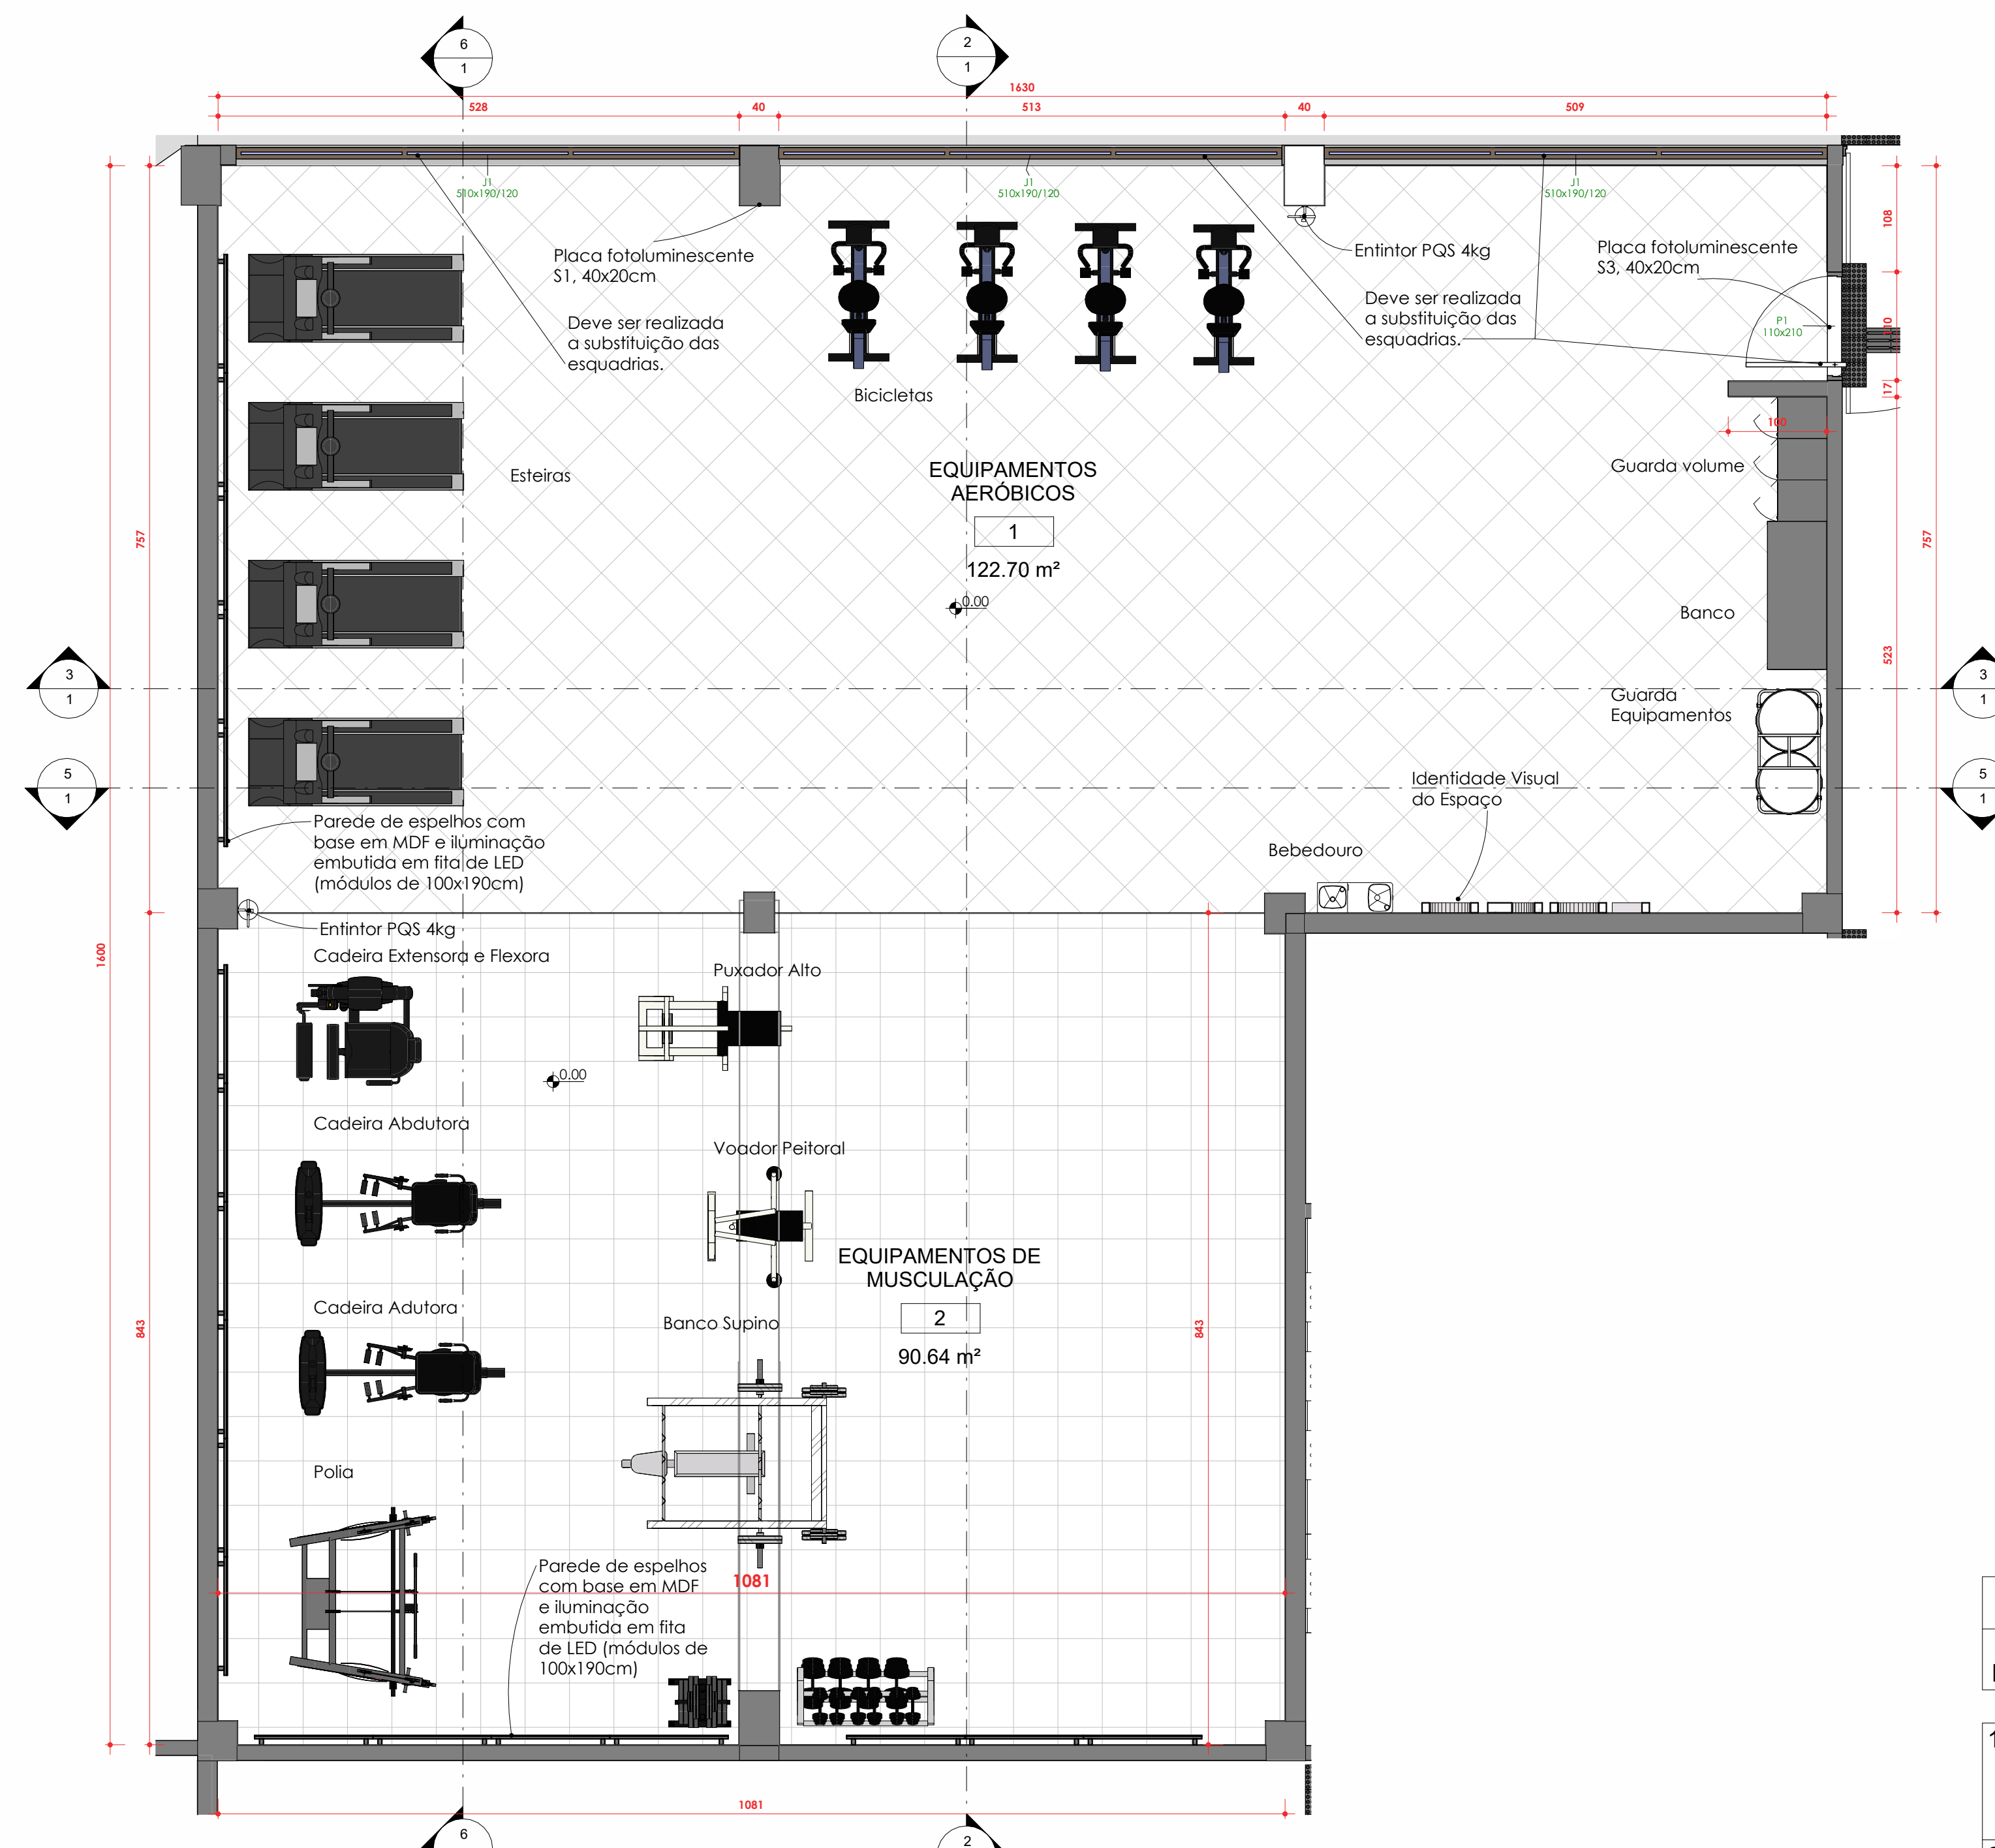 6
1
2
1
1630
528
40
513
40
509
J1
510x190/120
J1
510x190/120
J1
510x190/120
108
Placa fotoluminescente
S1, 40x20cm
Entintor PQS 4kg
Placa fotoluminescente
S3, 40x20cm
Deve ser realizada
a substituição das
esquadrias.
Deve ser realizada
a substituição das
esquadrias.
P1
110x210
110
17
Bicicletas
100
Esteiras
EQUIPAMENTOS
AERÓBICOS
1
122.70 m²
0.00
Guarda volume
757
757
Banco
523
3
1
3
1
Guarda
Equipamentos
5
1
5
1
Identidade Visual
do Espaço
Parede de espelhos com
base em MDF e iluminação
embutida em fita de LED
(módulos de 100x190cm)
Bebedouro
Entintor PQS 4kg
1600
Cadeira Extensora e Flexora
Puxador Alto
0.00
Cadeira Abdutora
Voador Peitoral
EQUIPAMENTOS DE
MUSCULAÇÃO
2
90.64 m²
Cadeira Adutora
Banco Supino
843
843
Polia
Parede de espelhos
com base em MDF
e iluminação
embutida em fita
de LED (módulos de
100x190cm)
1081
1081
6
2